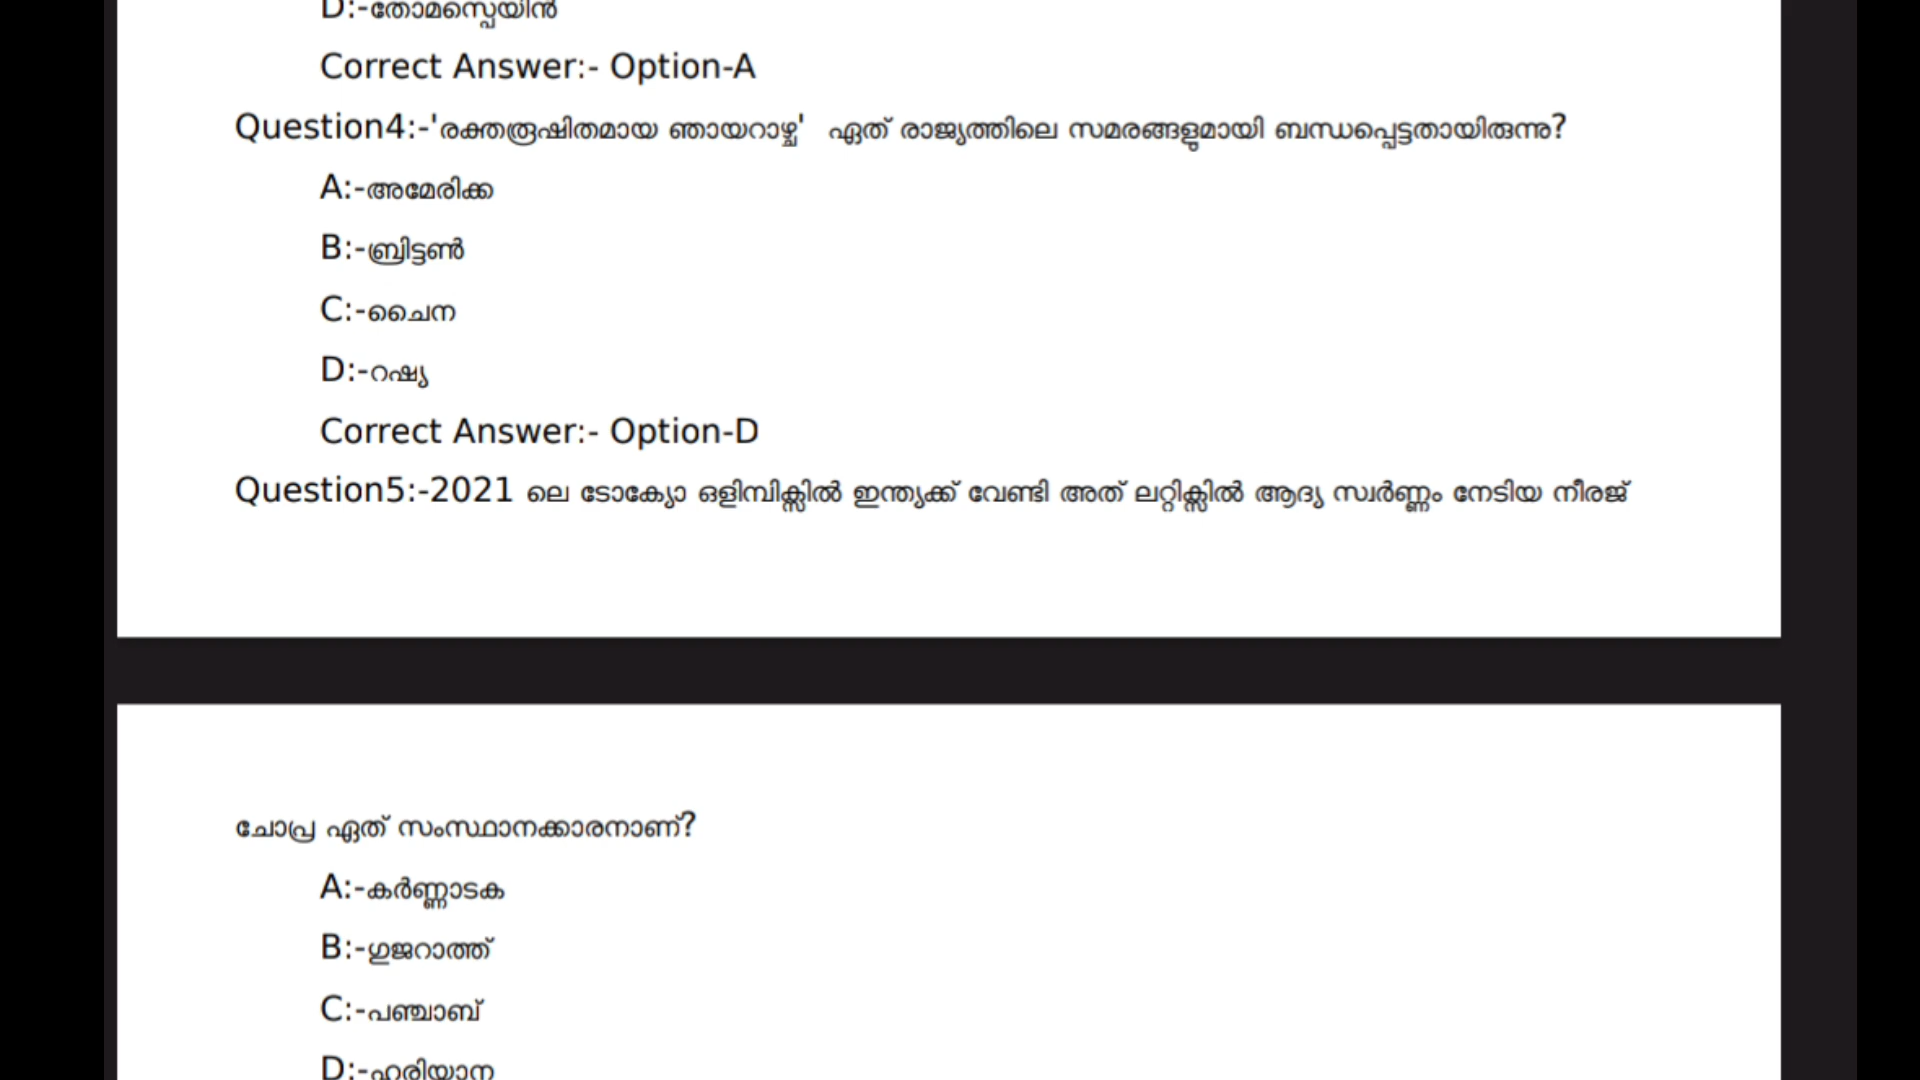 D:-തോമസ്പെയിൻ
Correct Answer:- Option-A
Question4:-'രക്തരൂഷിതമായ ഞായറാഴ്ച' ഏത് രാജ്യത്തിലെ സമരങ്ങളുമായി ബന്ധപ്പെട്ടതായിരുന്നു?
A:-അമേരിക്ക
B:-ബ്രിട്ടൺ
C:-ചൈന
D:-റഷ്യ
Correct Answer:- Option-D
Question5:-2021 ലെ ടോക്യോ ഒളിമ്പിക്സിൽ ഇന്ത്യക്ക് വേണ്ടി അത് ലറ്റിക്സിൽ ആദ്യ സ്വർണ്ണം നേടിയ നീരജ്
ചോപ്ര ഏത് സംസ്ഥാനക്കാരനാണ്?
A:-കർണ്ണാടക
B:-ഗുജറാത്ത്
C:-പഞ്ചാബ്
D:-ഹരിയാന